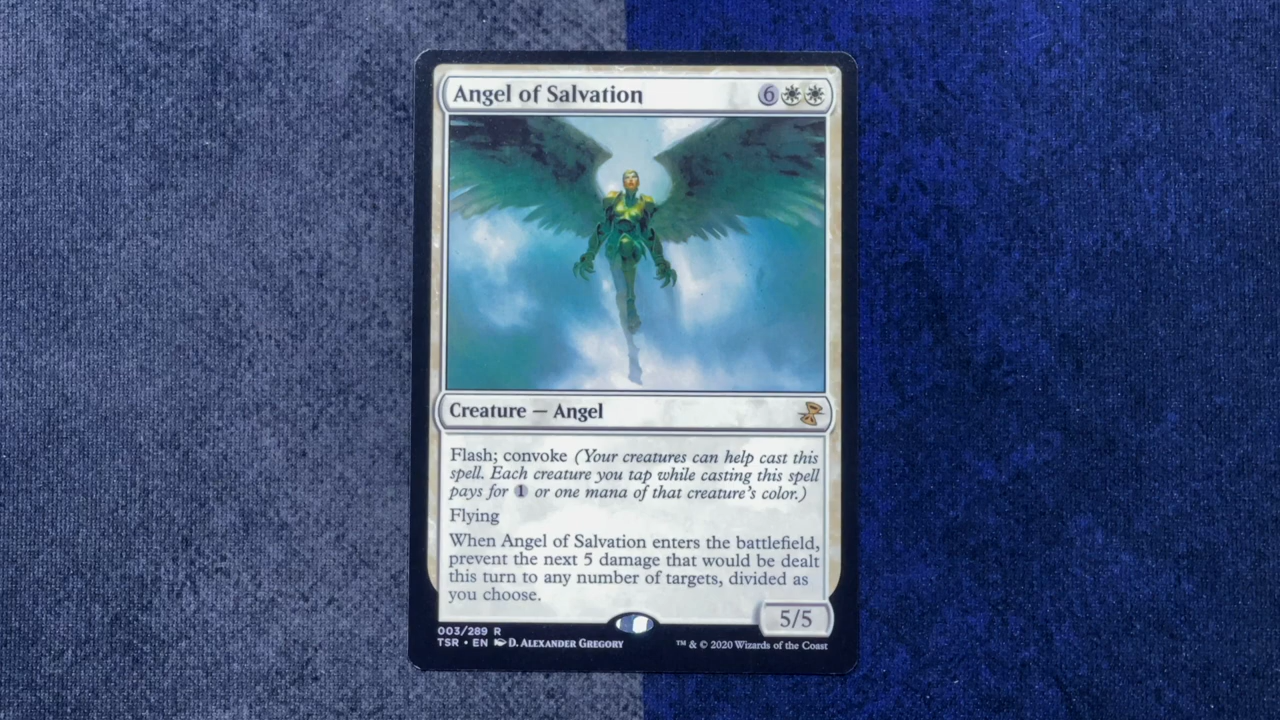 Angel of Salvation 6
Creature — Angel
Flash; convoke (Your creatures can help cast this
spell. Each creature you tap while casting this spell
pays for 1 or one mana of that creature's color.)
Flying
When Angel of Salvation enters the battlefield,
prevent the next 5 damage that would be dealt
this turn to any number of targets, divided as
you choose.
5/5
003/289 R
TSR • EN D. Alexander Gregory ™ & © 2020 Wizards of the Coast